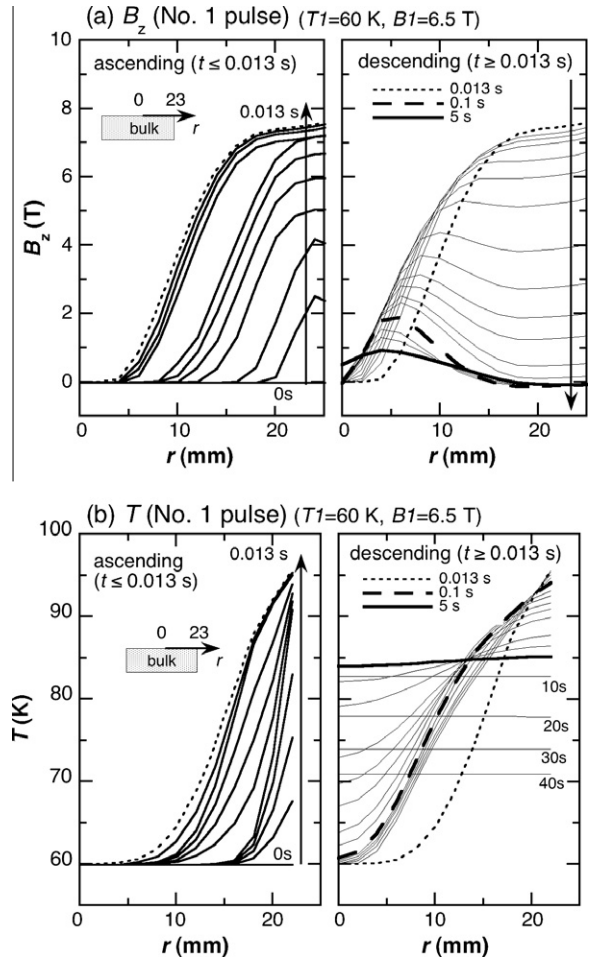 (a) B_z (No. 1 pulse) (T1=60 K, B1=6.5 T)
ascending (t ≤ 0.013 s)
0 23
r
bulk
0.013 s
0s
descending (t ≥ 0.013 s)
0.013 s
0.1 s
5 s
B_z (T)
10
8
6
4
2
0
0 10 20
r (mm)
0 10 20
r (mm)
(b) T (No. 1 pulse) (T1=60 K, B1=6.5 T)
ascending
(t ≤ 0.013 s)
0.013 s
0 23
r
bulk
0s
descending (t ≥ 0.013 s)
0.013 s
0.1 s
5 s
10s
20s
30s
40s
T (K)
100
90
80
70
60
0 10 20
r (mm)
0 10 20
r (mm)